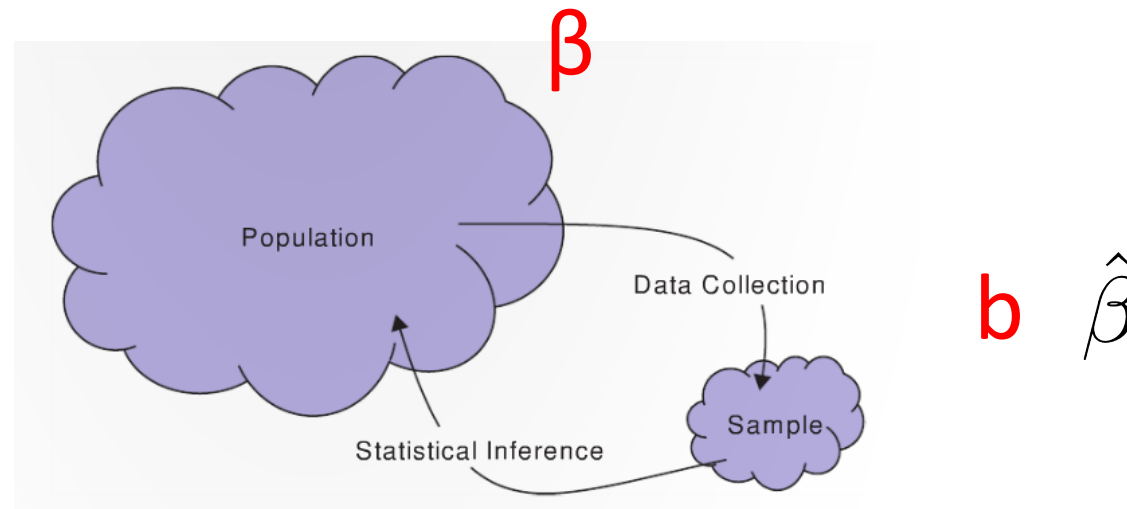 β
Population
Data Collection
b β̂
Sample
Statistical Inference